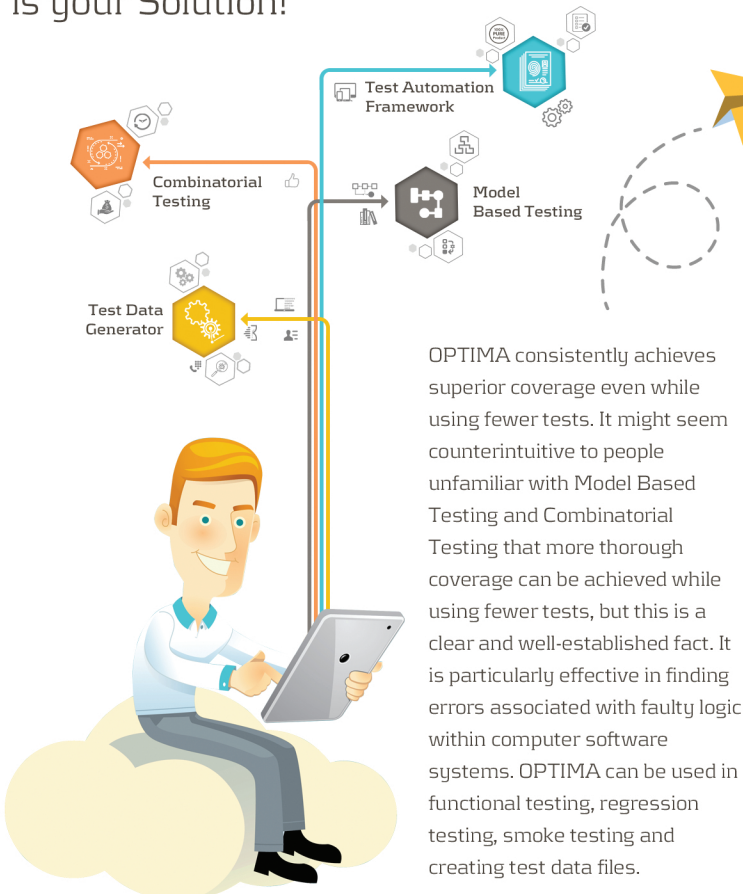 is your Solution!
Test Automation
Framework
Combinatorial
Testing
Model
Based Testing
Test Data
Generator
OPTIMA consistently achieves
superior coverage even while
using fewer tests. It might seem
counterintuitive to people
unfamiliar with Model Based
Testing and Combinatorial
Testing that more thorough
coverage can be achieved while
using fewer tests, but this is a
clear and well-established fact. It
is particularly effective in finding
errors associated with faulty logic
within computer software
systems. OPTIMA can be used in
functional testing, regression
testing, smoke testing and
creating test data files.